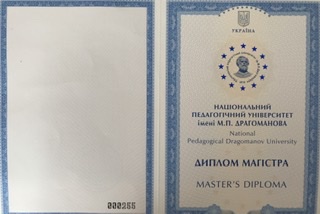 000255
УКРАЇНА
НАЦІОНАЛЬНИЙ
ПЕДАГОГІЧНИЙ УНІВЕРСИТЕТ
імені М.П. ДРАГОМАНОВА
National
Pedagogical Dragomanov University
ДИПЛОМ МАГІСТРА
MASTER'S DIPLOMA